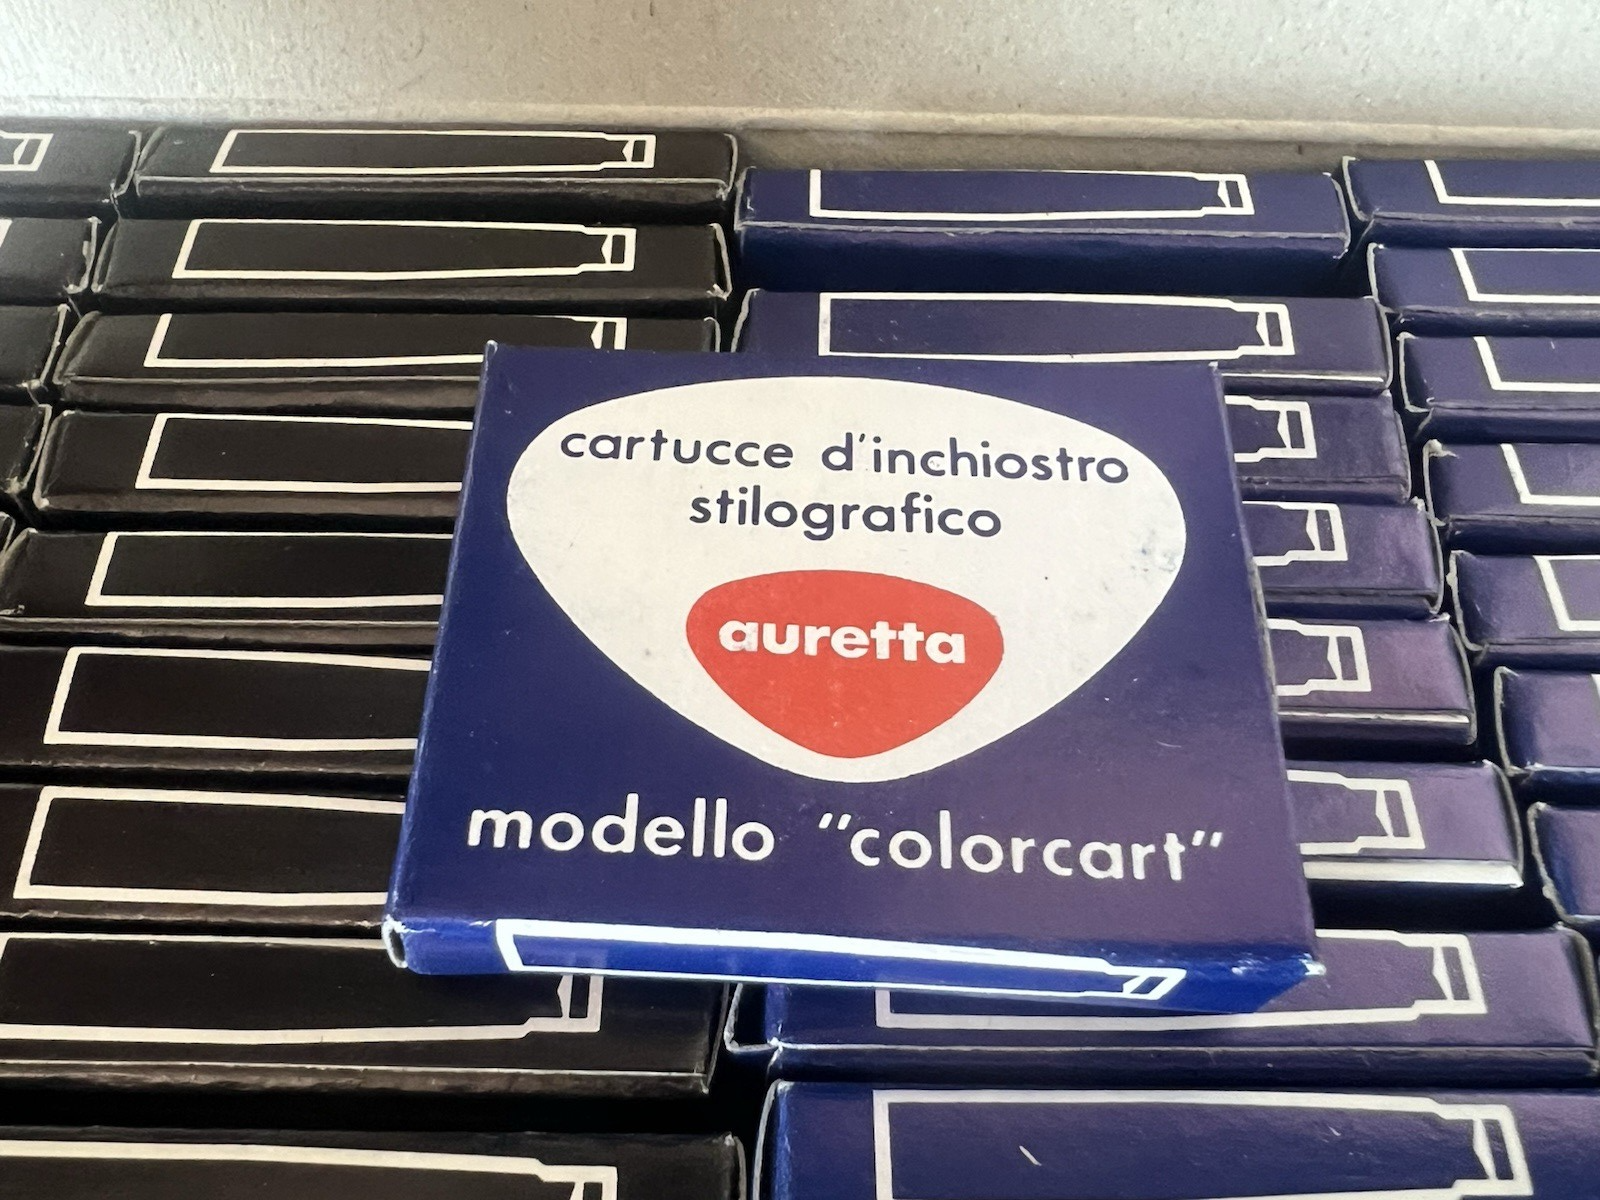 cartucce d'inchiostro
stilografico
auretta
modello "colorcart"